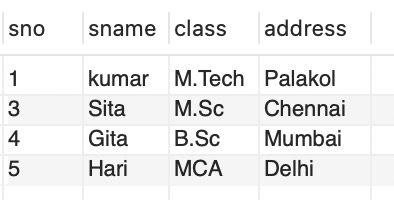 sno sname class address
1 kumar M.Tech Palakol
3 Sita M.Sc Chennai
4 Gita B.Sc Mumbai
5 Hari MCA Delhi